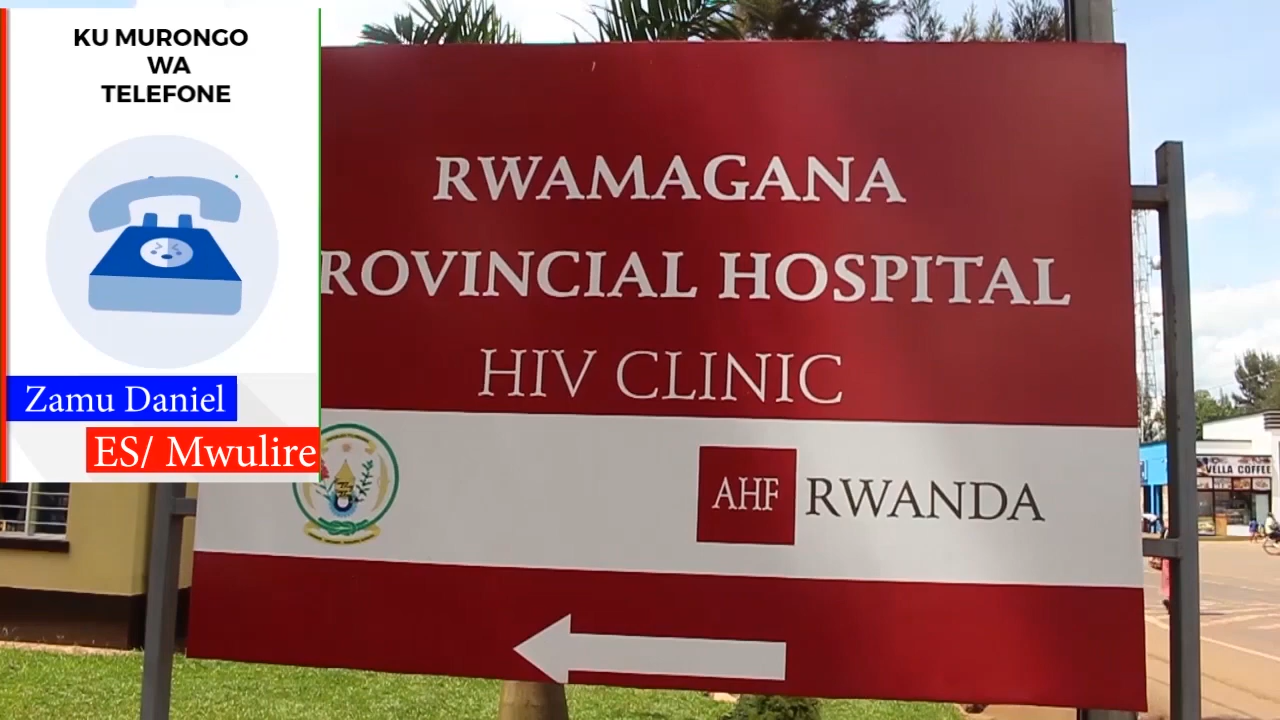 KU MURONGO
WA
TELEFONE
Zamu Daniel
ES/ Mwulire
RWAMAGANA
ROVINCIAL HOSPITAL
HIV CLINIC
AHF RWANDA
VELLA COFFEE